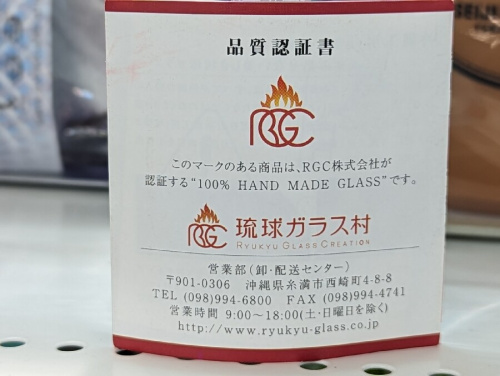 品質認証書
RGC
このマークのある商品は、RGC株式会社が
認証する"100% HAND MADE GLASS"です。
RGC 琉球ガラス村
RYUKYU GLASS CREATION
営業部(卸・配送センター)
〒901-0306 沖縄県糸満市西崎町4-8-8
TEL (098)994-6800 FAX (098)994-4741
営業時間 9:00〜18:00(土・日曜日を除く)
http://www.ryukyu-glass.co.jp